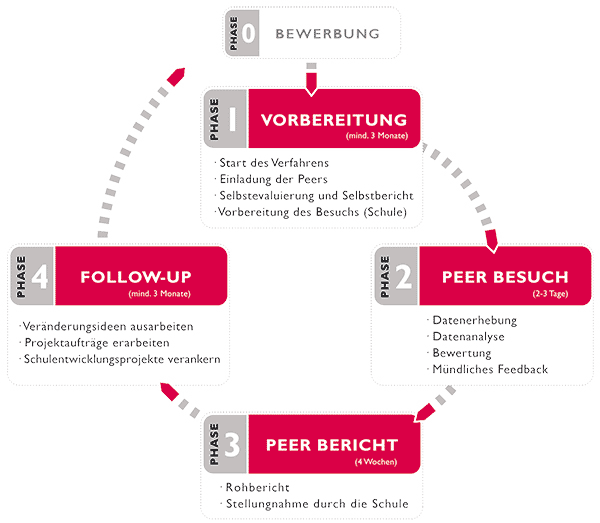 PHASE 0 BEWERBUNG
PHASE 1 VORBEREITUNG
(mind. 3 Monate)
· Start des Verfahrens
· Einladung der Peers
· Selbstevaluierung und Selbstbericht
· Vorbereitung des Besuchs (Schule)
PHASE 2 PEER BESUCH
(2-3 Tage)
· Datenerhebung
· Datenanalyse
· Bewertung
· Mündliches Feedback
PHASE 3 PEER BERICHT
(4 Wochen)
· Rohbericht
· Stellungnahme durch die Schule
PHASE 4 FOLLOW-UP
(mind. 3 Monate)
· Veränderungsideen ausarbeiten
· Projektaufträge erarbeiten
· Schulentwicklungsprojekte verankern